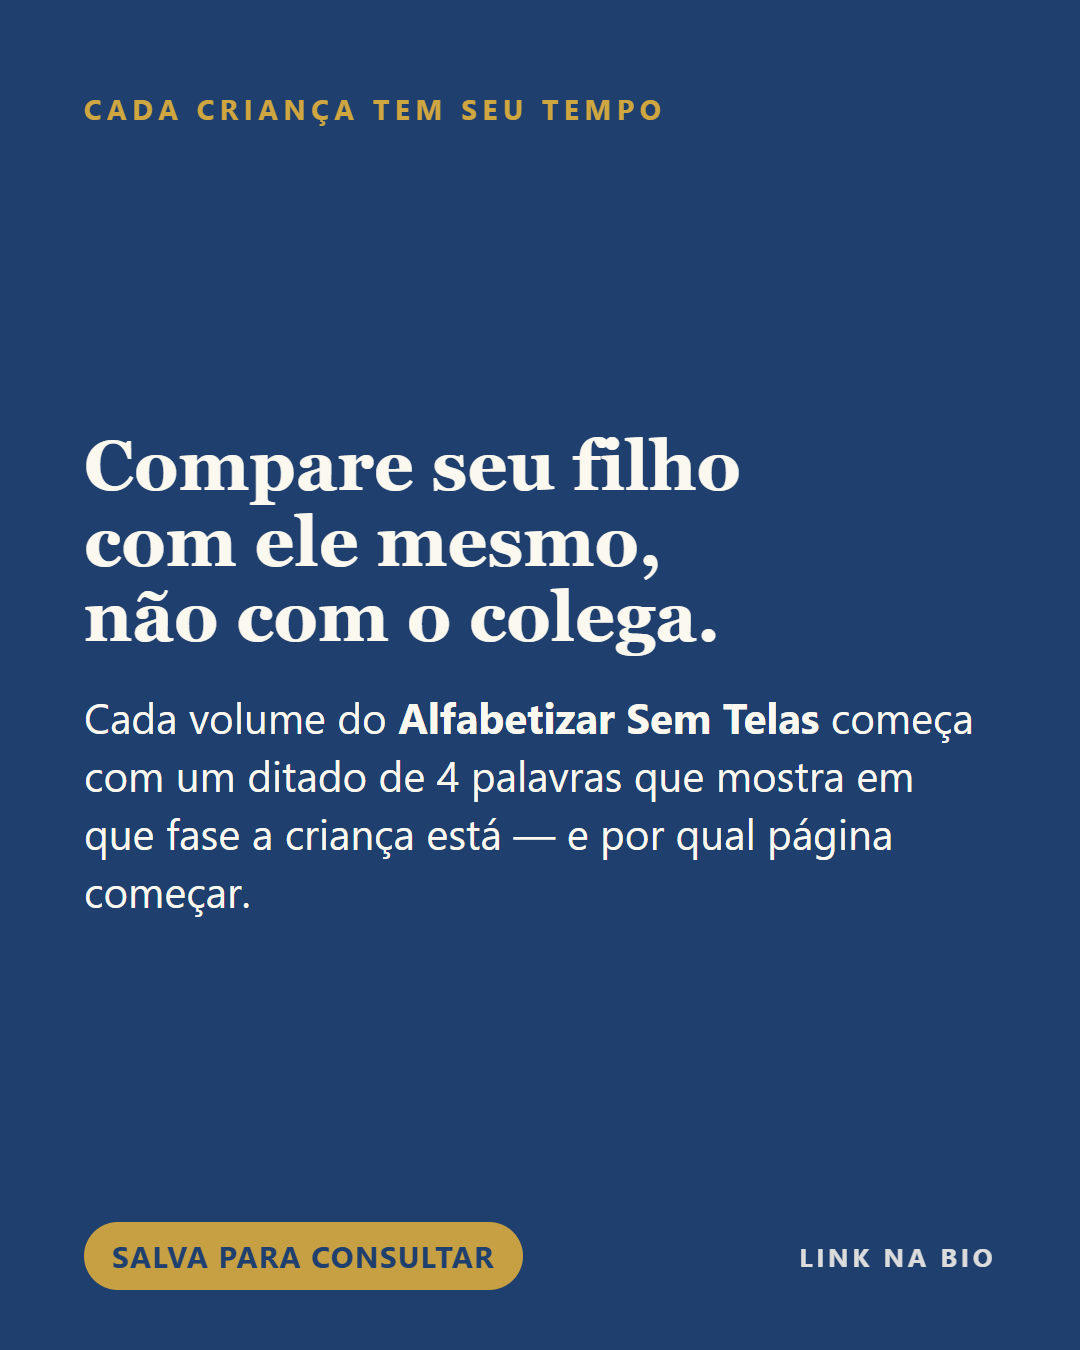 CADA CRIANÇA TEM SEU TEMPO
Compare seu filho
com ele mesmo,
não com o colega.
Cada volume do Alfabetizar Sem Telas começa
com um ditado de 4 palavras que mostra em
que fase a criança está — e por qual página
começar.
SALVA PARA CONSULTAR
LINK NA BIO